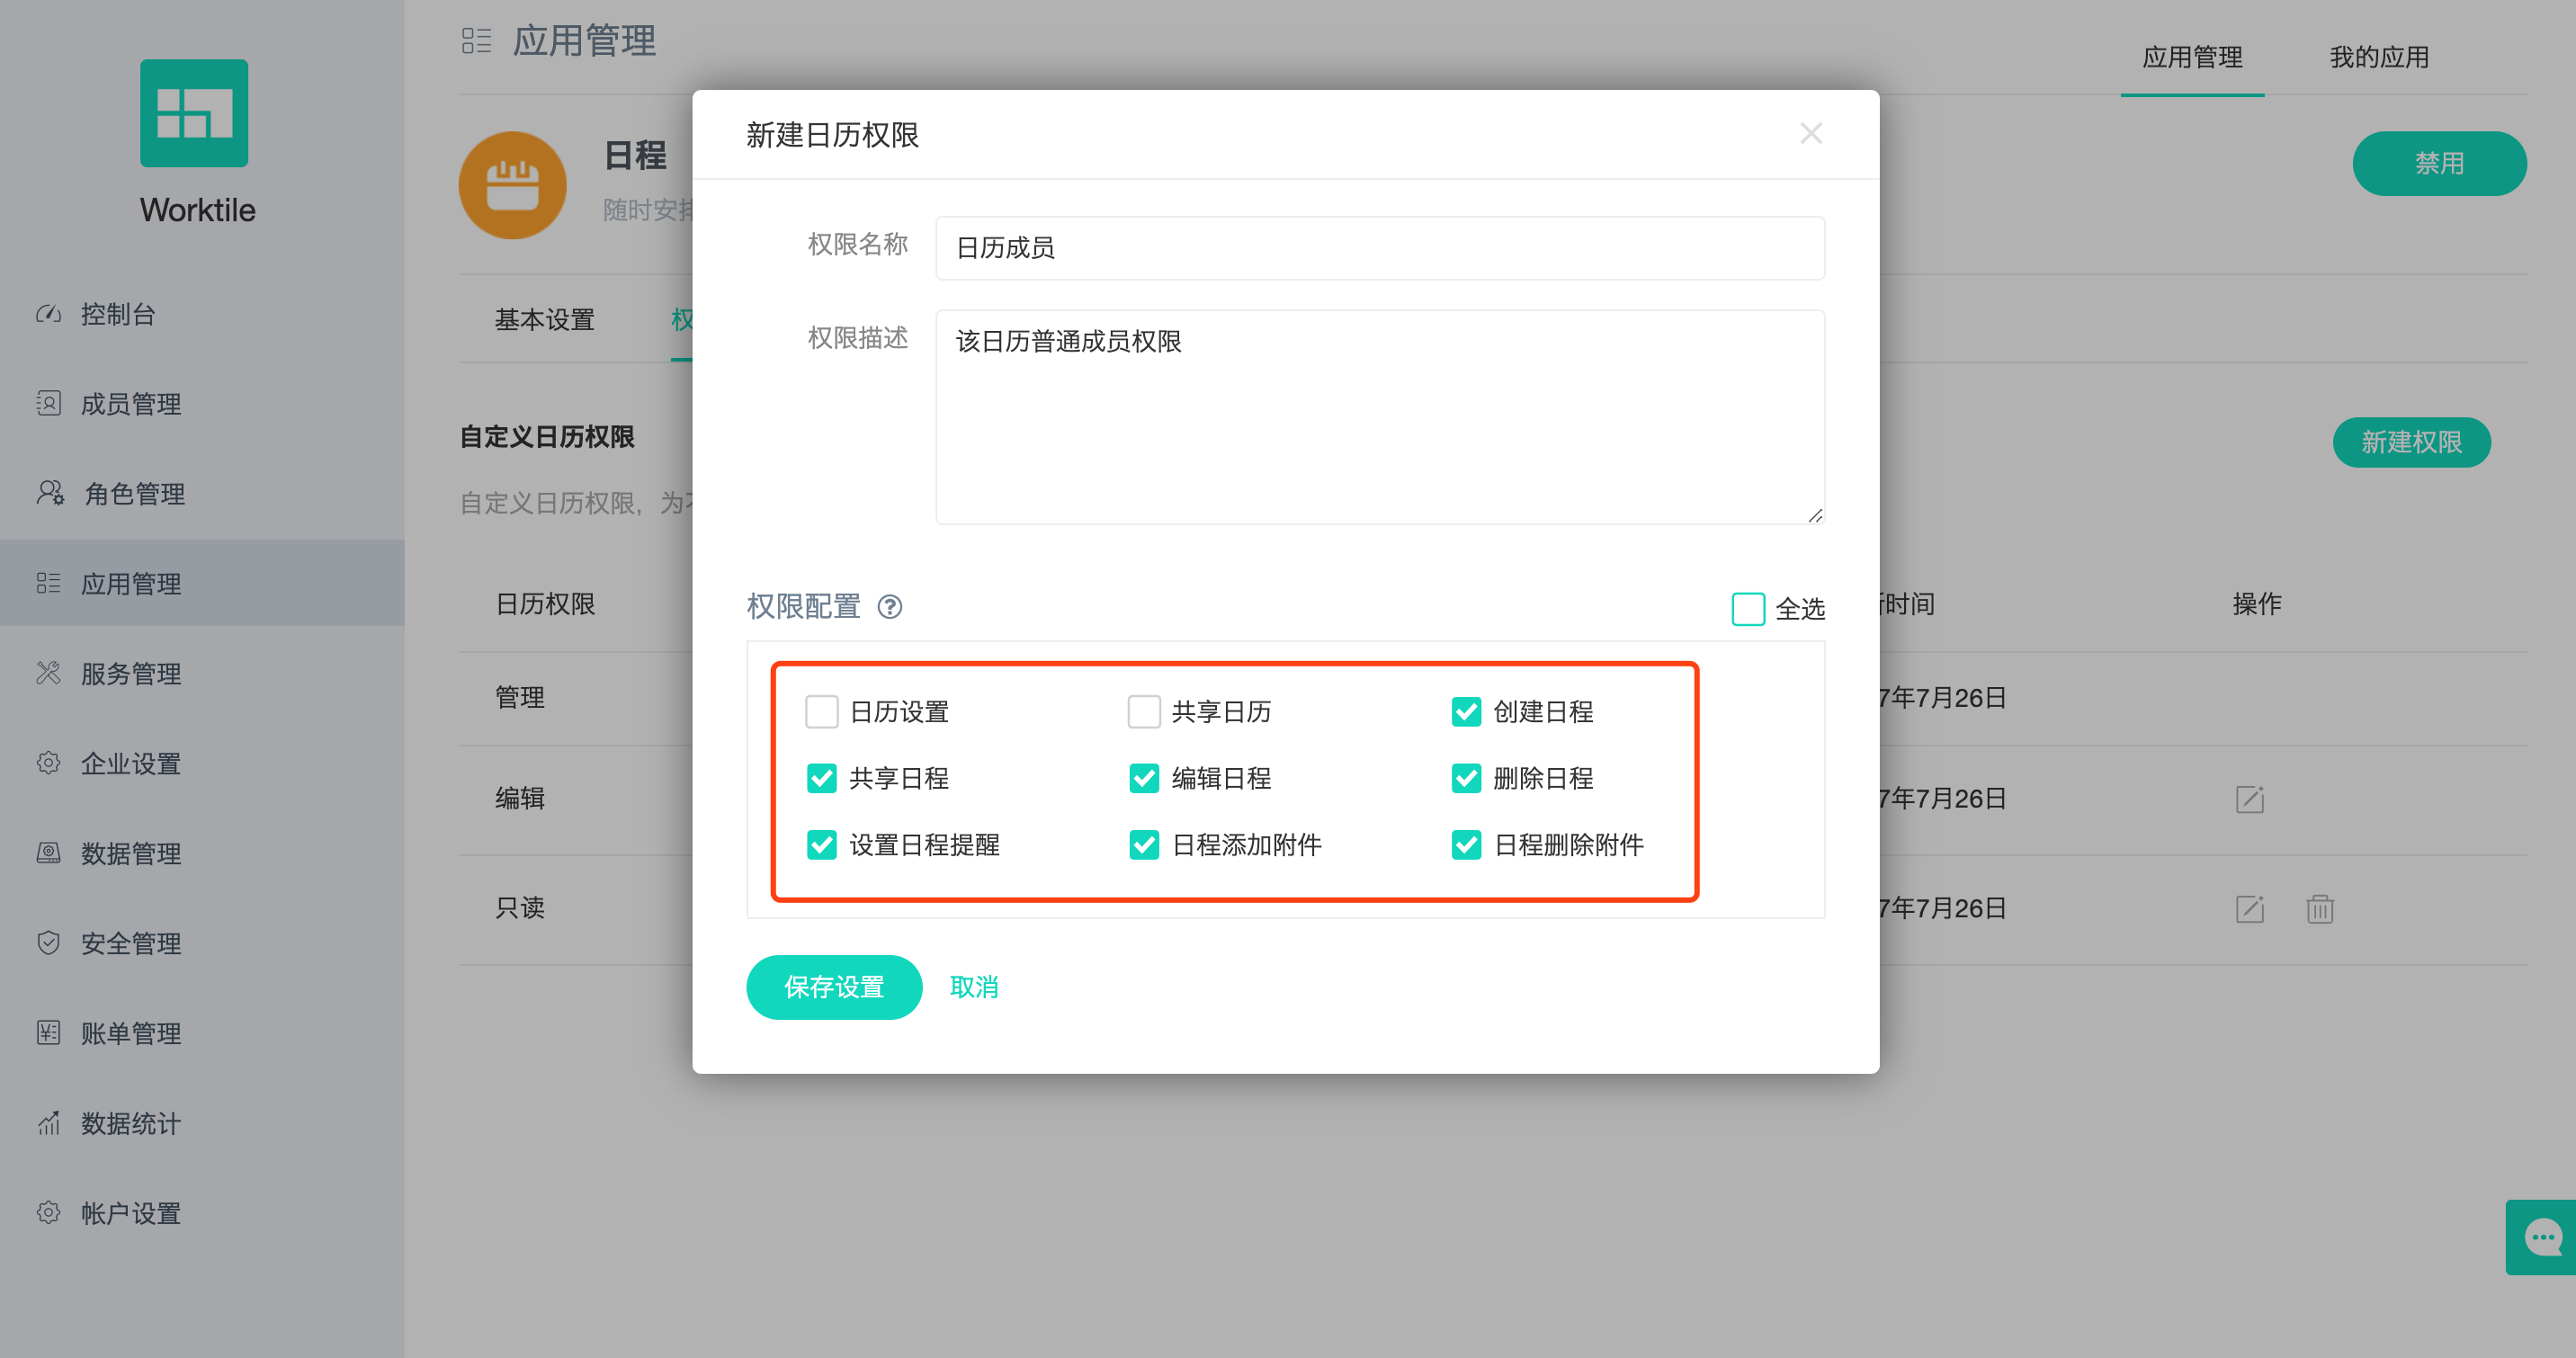 Worktile
控制台
成员管理
角色管理
应用管理
服务管理
企业设置
数据管理
安全管理
账单管理
数据统计
帐户设置
应用管理
应用管理
我的应用
日程
随时安排
禁用
基本设置
权
自定义日历权限
新建权限
自定义日历权限，为不
日历权限
新时间
操作
管理
7年7月26日
编辑
7年7月26日
只读
7年7月26日
新建日历权限
权限名称
日历成员
权限描述
该日历普通成员权限
权限配置
全选
日历设置
共享日历
创建日程
共享日程
编辑日程
删除日程
设置日程提醒
日程添加附件
日程删除附件
保存设置
取消